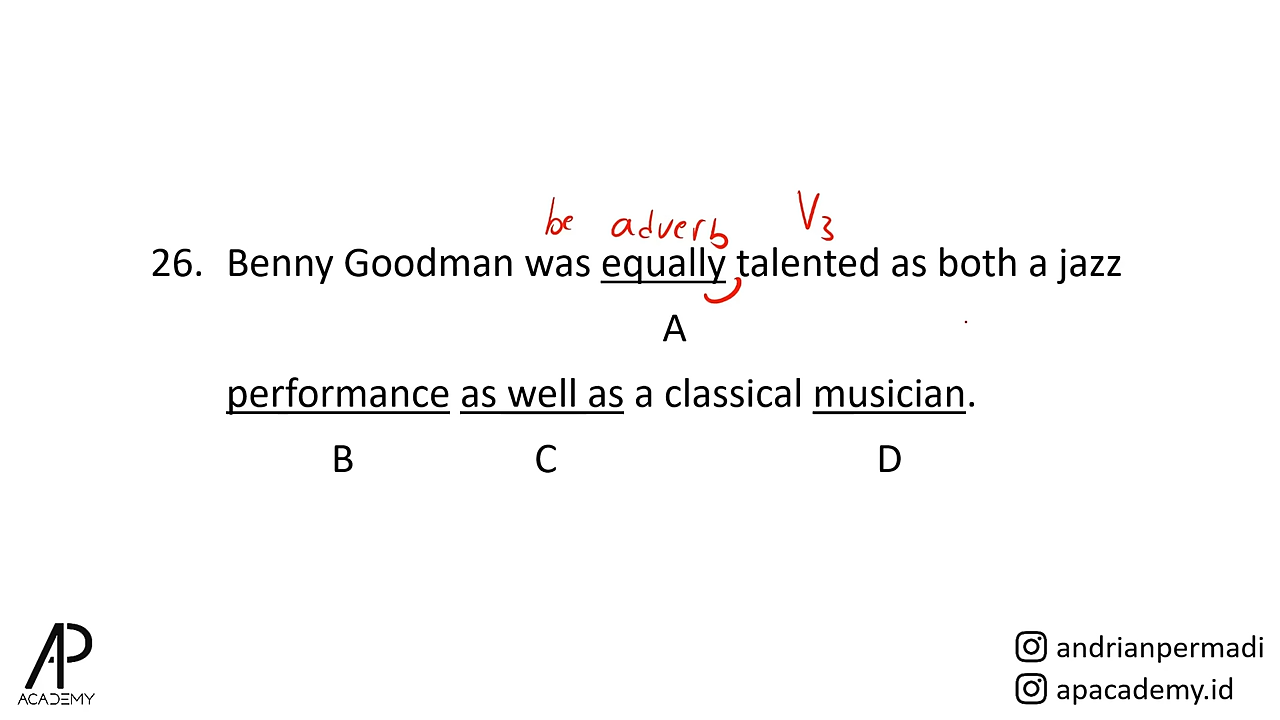 be adverb V3
26. Benny Goodman was equally talented as both a jazz
A
performance as well as a classical musician.
B C D
AP
ACADEMY
andrianpermadi
apacademy.id